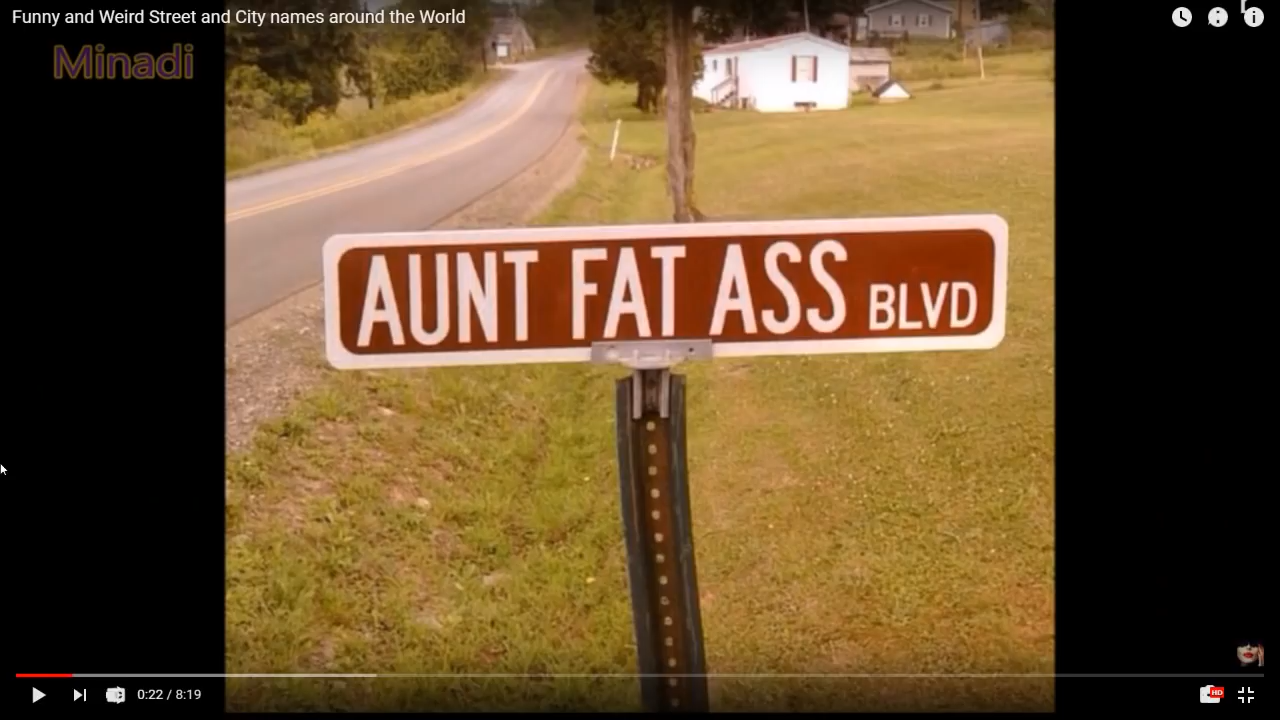 Funny and Weird Street and City names around the World
Minadi
AUNT FAT ASS BLVD
HD
0:22 / 8:19